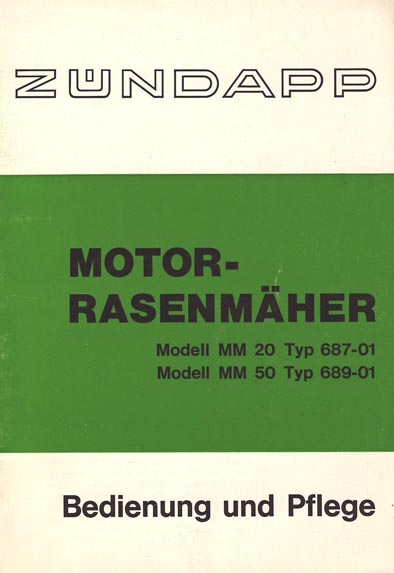 ZÜNDAPP
MOTOR-
RASENMÄHER
Modell MM 20 Typ 687-01
Modell MM 50 Typ 689-01
Bedienung und Pflege